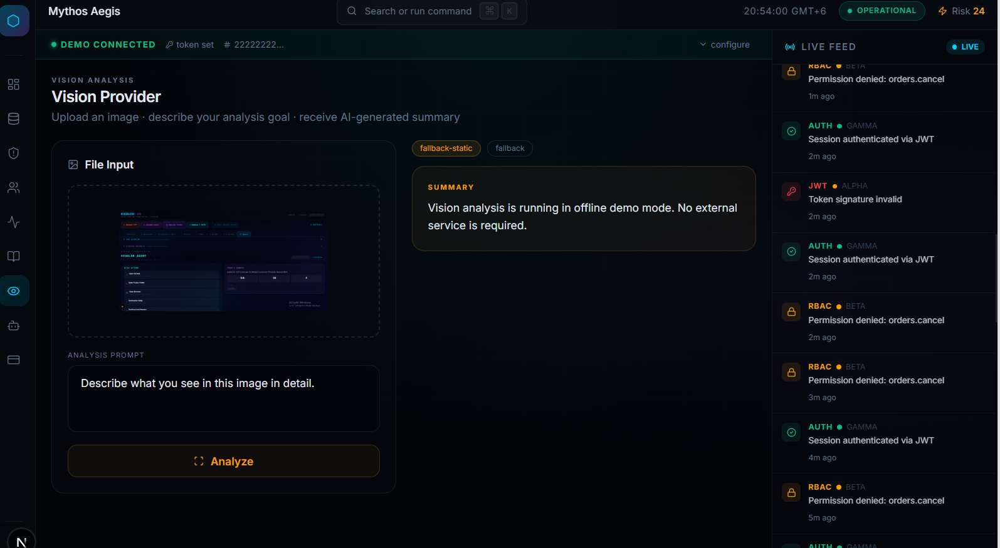 Mythos Aegis
Search or run command ⌘ K
20:54:00 GMT+6
OPERATIONAL
Risk 24
DEMO CONNECTED
token set
# 22222222...
configure
VISION ANALYSIS
Vision Provider
Upload an image · describe your analysis goal · receive AI-generated summary
File Input
EIDOLON AGENT
ANALYSIS PROMPT
Describe what you see in this image in detail.
Analyze
fallback-static
fallback
SUMMARY
Vision analysis is running in offline demo mode. No external
service is required.
LIVE FEED
LIVE
RBAC BETA
Permission denied: orders.cancel
1m ago
AUTH GAMMA
Session authenticated via JWT
2m ago
JWT ALPHA
Token signature invalid
2m ago
AUTH GAMMA
Session authenticated via JWT
2m ago
RBAC BETA
Permission denied: orders.cancel
2m ago
RBAC BETA
Permission denied: orders.cancel
3m ago
AUTH GAMMA
Session authenticated via JWT
4m ago
RBAC BETA
Permission denied: orders.cancel
5m ago
AUTH GAMMA
N